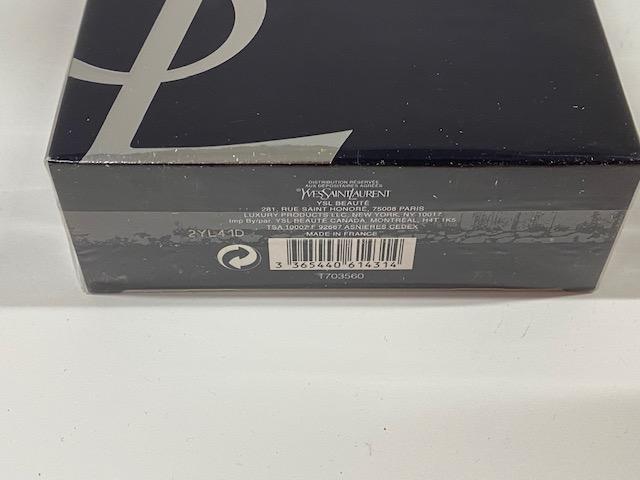 DISTRIBUTION RÉSERVÉE
AUX DÉPOSITAIRES AGRÉÉS
©YVESSAINTLAURENT
YSL BEAUTÉ
281, RUE SAINT HONORÉ, 75008 PARIS
LUXURY PRODUCTS LLC, NEW YORK, NY 10017
Imp By/par. YSL BEAUTÉ CANADA, MONTRÉAL, H4T 1K5
TSA 10002 F 92667 ASNIERES CEDEX
MADE IN FRANCE
2YL41D
3 365440 614314
T703560